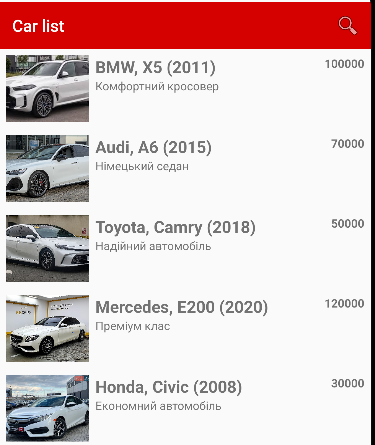 Car list
BMW, X5 (2011) 100000
Комфортний кросовер
Audi, A6 (2015) 70000
Німецький седан
Toyota, Camry (2018) 50000
Надійний автомобіль
Mercedes, E200 (2020) 120000
Преміум клас
Honda, Civic (2008) 30000
Економний автомобіль